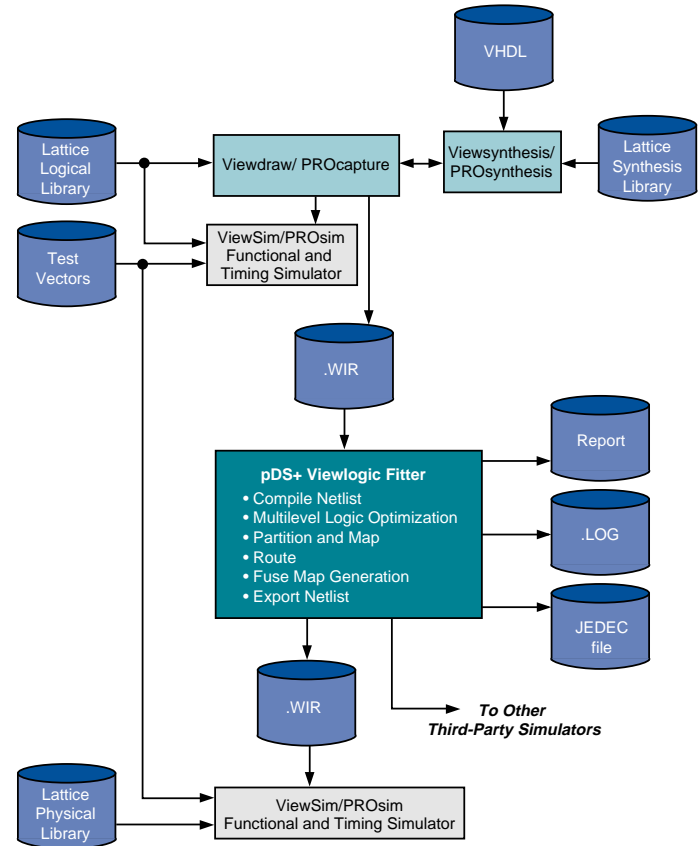 VHDL
Lattice
Logical
Library
Viewdraw/ PROcapture
Viewsynthesis/
PROsynthesis
Lattice
Synthesis
Library
Test
Vectors
ViewSim/PROsim
Functional and
Timing Simulator
.WIR
pDS+ Viewlogic Fitter
• Compile Netlist
• Multilevel Logic Optimization
• Partition and Map
• Route
• Fuse Map Generation
• Export Netlist
Report
.LOG
JEDEC
file
.WIR
To Other
Third-Party Simulators
Lattice
Physical
Library
ViewSim/PROsim
Functional and Timing Simulator